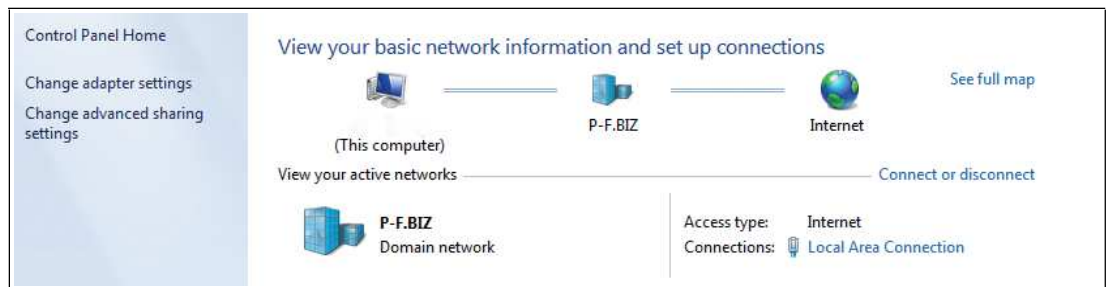 Control Panel Home
Change adapter settings
Change advanced sharing
settings
View your basic network information and set up connections
See full map
P-F.BIZ
Internet
(This computer)
View your active networks
Connect or disconnect
P-F.BIZ
Domain network
Access type: Internet
Connections: Local Area Connection